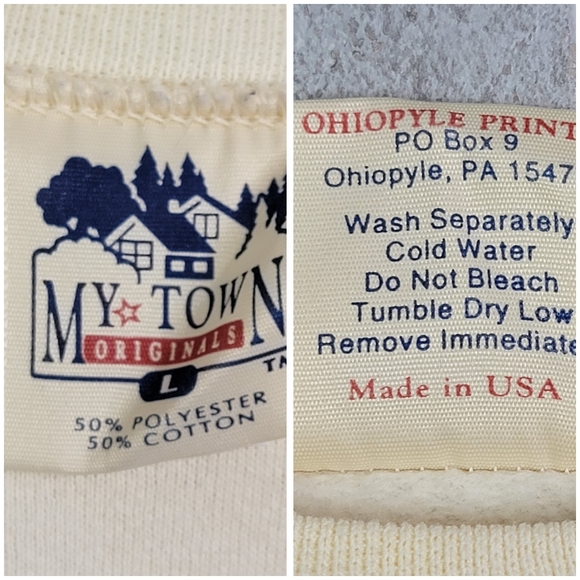 MY TOWN
ORIGINALS
L
50% POLYESTER
50% COTTON
OHIOPYLE PRINT
PO Box 9
Ohiopyle, PA 1547
Wash Separately
Cold Water
Do Not Bleach
Tumble Dry Low
Remove Immediate
Made in USA